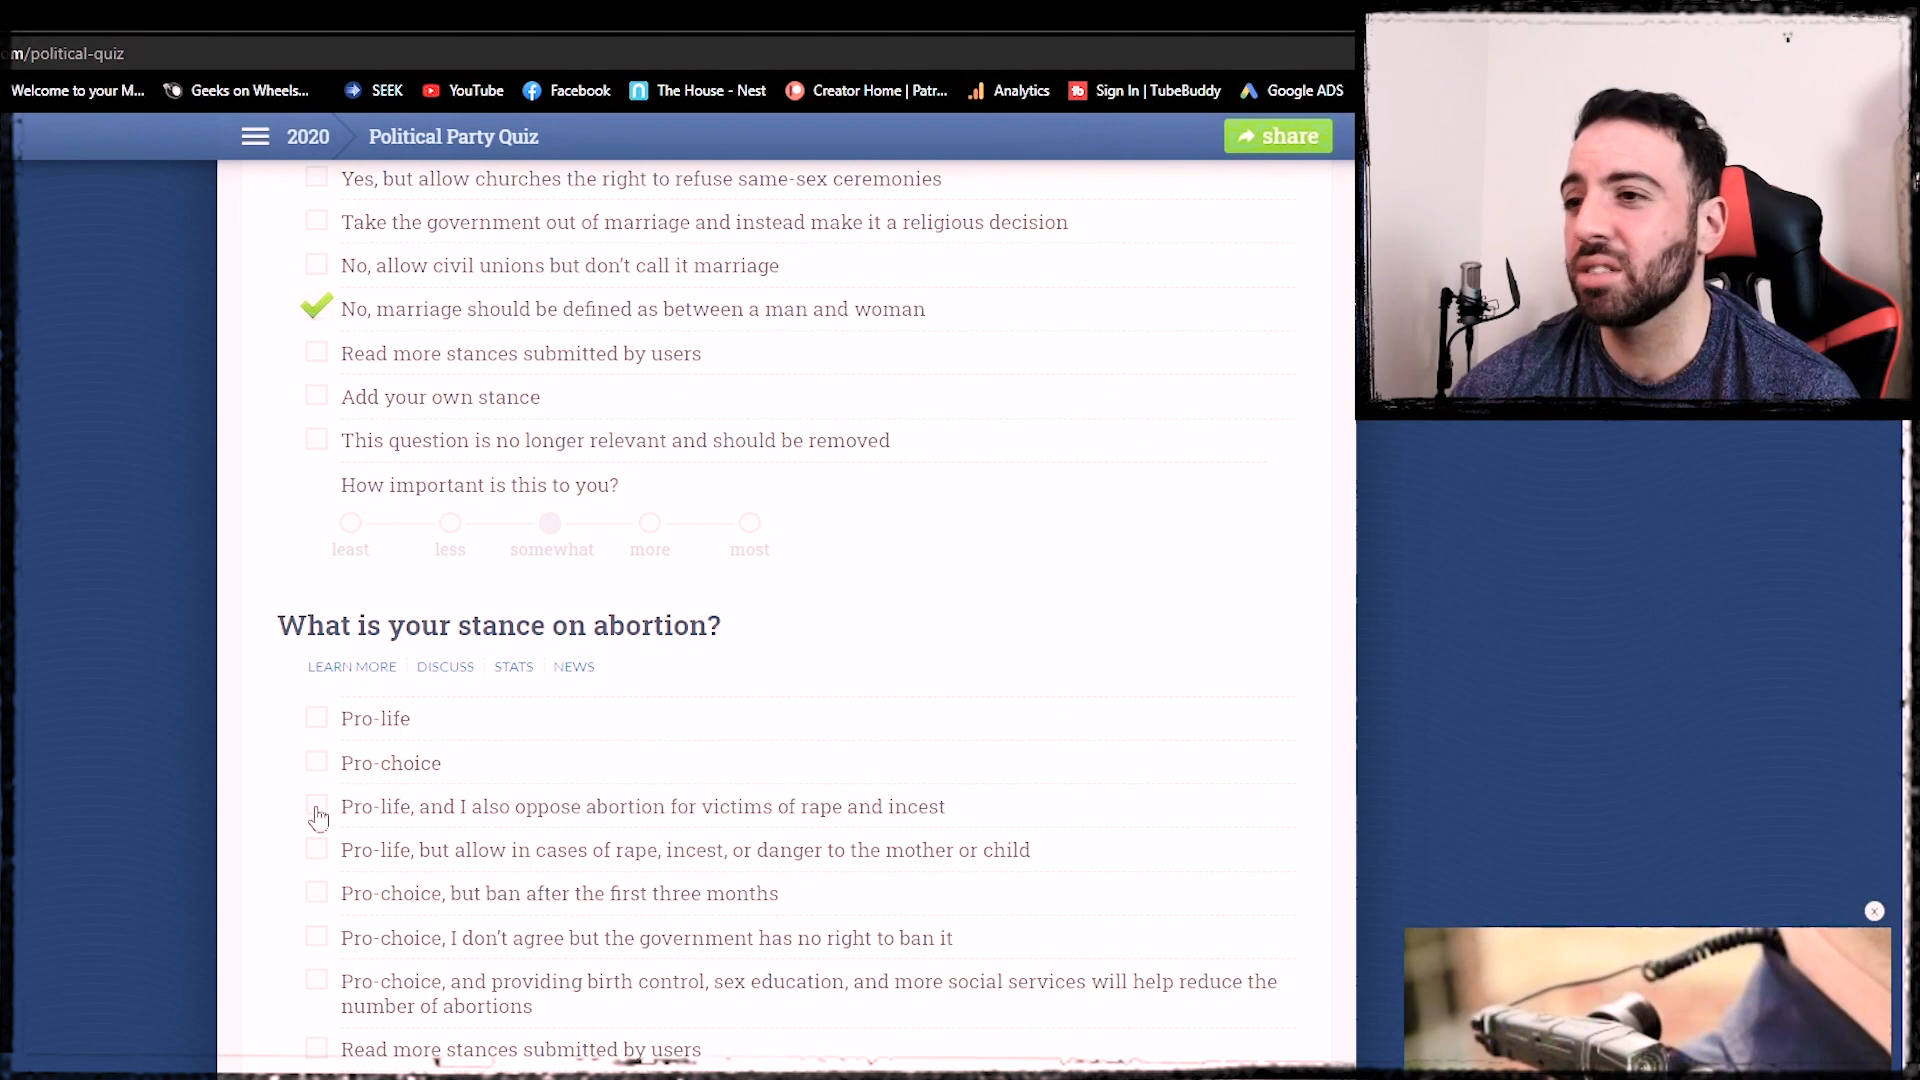 m/political-quiz
Welcome to your M... Geeks on Wheels... SEEK YouTube Facebook The House - Nest Creator Home | Patr... Analytics Sign In | TubeBuddy Google ADS
2020 Political Party Quiz share
Yes, but allow churches the right to refuse same-sex ceremonies
Take the government out of marriage and instead make it a religious decision
No, allow civil unions but don't call it marriage
No, marriage should be defined as between a man and woman
Read more stances submitted by users
Add your own stance
This question is no longer relevant and should be removed
How important is this to you?
least less somewhat more most
What is your stance on abortion?
LEARN MORE DISCUSS STATS NEWS
Pro-life
Pro-choice
Pro-life, and I also oppose abortion for victims of rape and incest
Pro-life, but allow in cases of rape, incest, or danger to the mother or child
Pro-choice, but ban after the first three months
Pro-choice, I don't agree but the government has no right to ban it
Pro-choice, and providing birth control, sex education, and more social services will help reduce the
number of abortions
Read more stances submitted by users